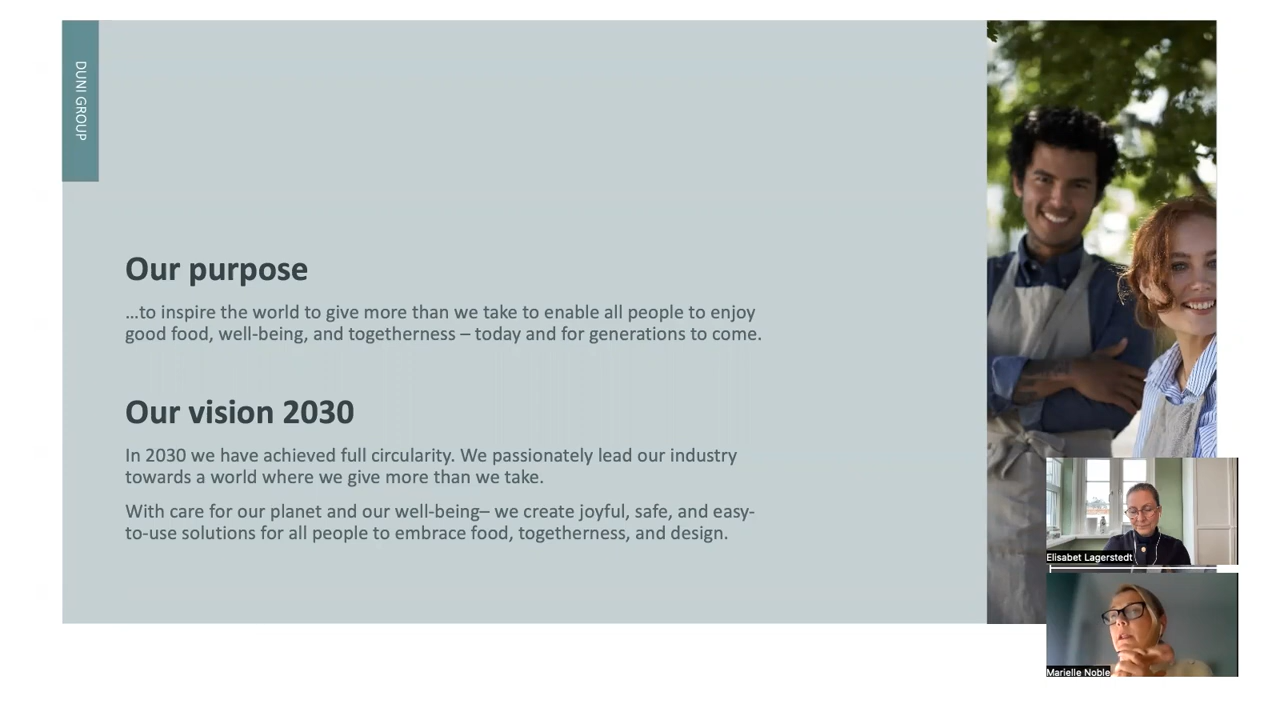 DUNI GROUP
Our purpose
…to inspire the world to give more than we take to enable all people to enjoy
good food, well-being, and togetherness – today and for generations to come.
Our vision 2030
In 2030 we have achieved full circularity. We passionately lead our industry
towards a world where we give more than we take.
With care for our planet and our well-being– we create joyful, safe, and easy-
to-use solutions for all people to embrace food, togetherness, and design.
Elisabet Lagerstedt
Marielle Noble